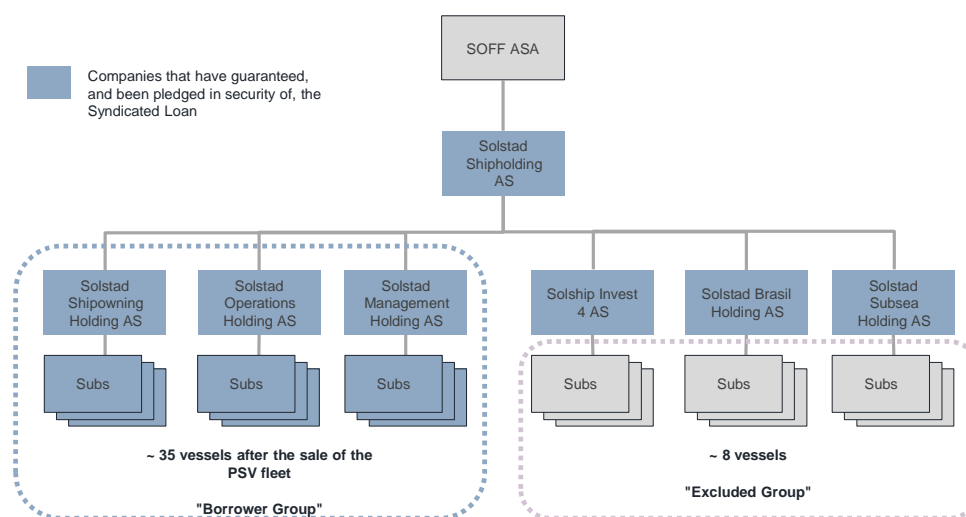 SOFF ASA
Companies that have guaranteed,
and been pledged in security of, the
Syndicated Loan
Solstad
Shipholding
AS
Solstad
Shipowning
Holding AS
Solstad
Operations
Holding AS
Solstad
Management
Holding AS
Solship Invest
4 AS
Solstad Brasil
Holding AS
Solstad
Subsea
Holding AS
Subs
Subs
Subs
Subs
Subs
Subs
~ 35 vessels after the sale of the
PSV fleet
"Borrower Group"
~ 8 vessels
"Excluded Group"